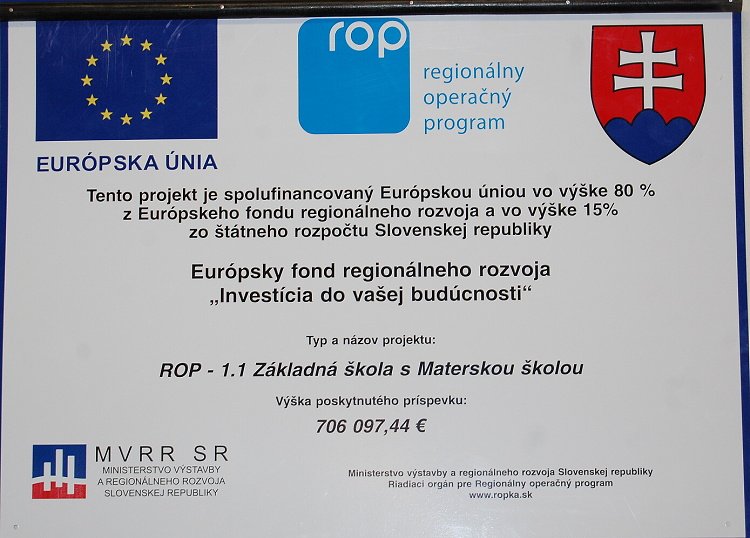 rop
regionálny
operačný
program
EURÓPSKA ÚNIA
Tento projekt je spolufinancovaný Európskou úniou vo výške 80 %
z Európskeho fondu regionálneho rozvoja a vo výške 15%
zo štátneho rozpočtu Slovenskej republiky
Európsky fond regionálneho rozvoja
„Investícia do vašej budúcnosti“
Typ a názov projektu:
ROP - 1.1 Základná škola s Materskou školou
Výška poskytnutého príspevku:
706 097,44 €
MVRR SR
MINISTERSTVO VÝSTAVBY
A REGIONÁLNEHO ROZVOJA
SLOVENSKEJ REPUBLIKY
Ministerstvo výstavby a regionálneho rozvoja Slovenskej republiky
Riadiaci orgán pre Regionálny operačný program
www.ropka.sk